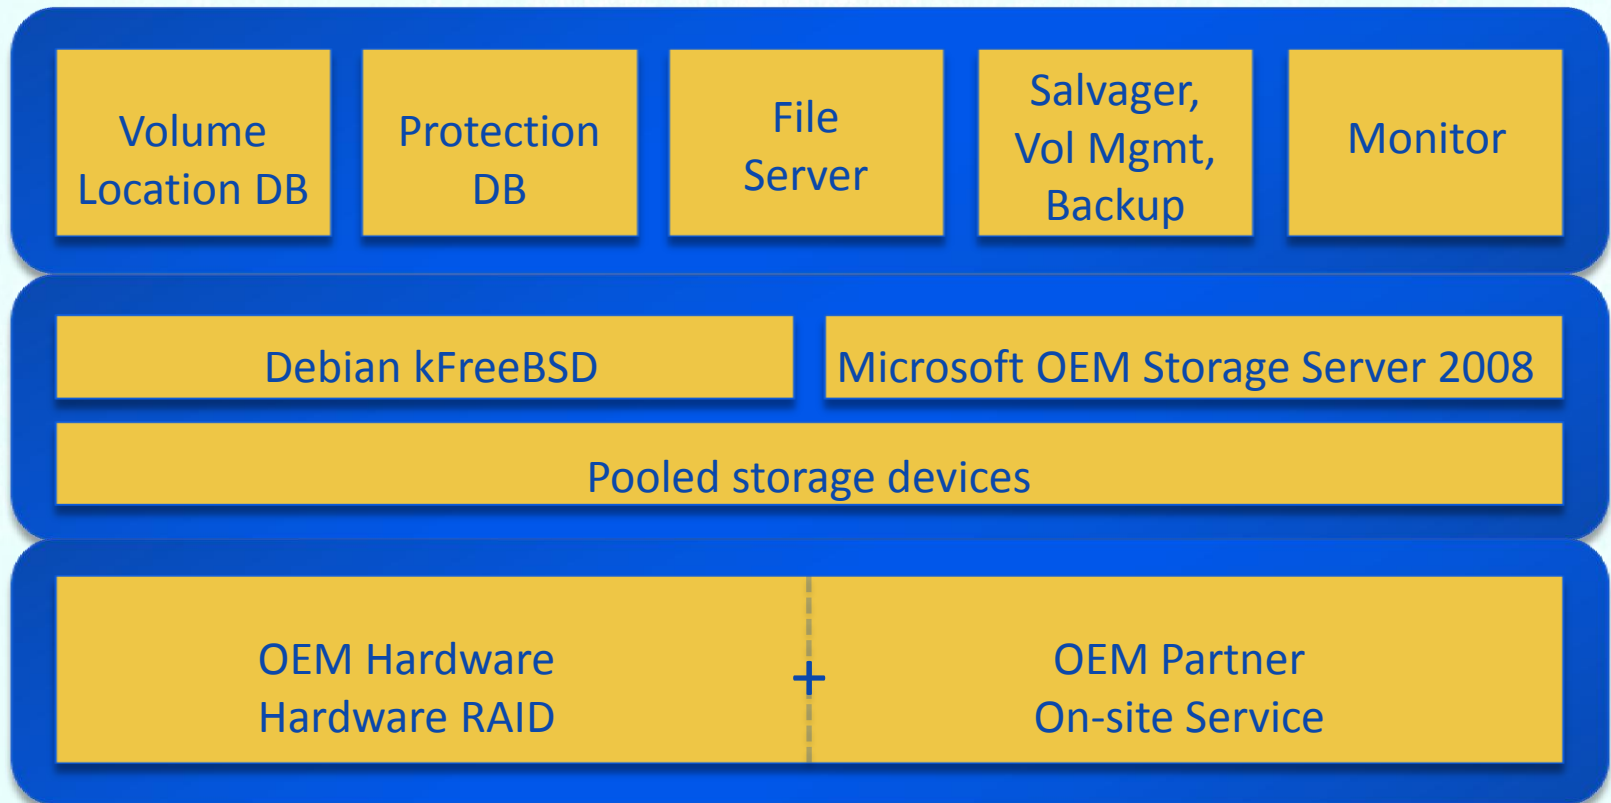 Volume
Location DB
Protection
DB
File
Server
Salvager,
Vol Mgmt,
Backup
Monitor
Debian kFreeBSD
Microsoft OEM Storage Server 2008
Pooled storage devices
OEM Hardware
Hardware RAID
+
OEM Partner
On-site Service